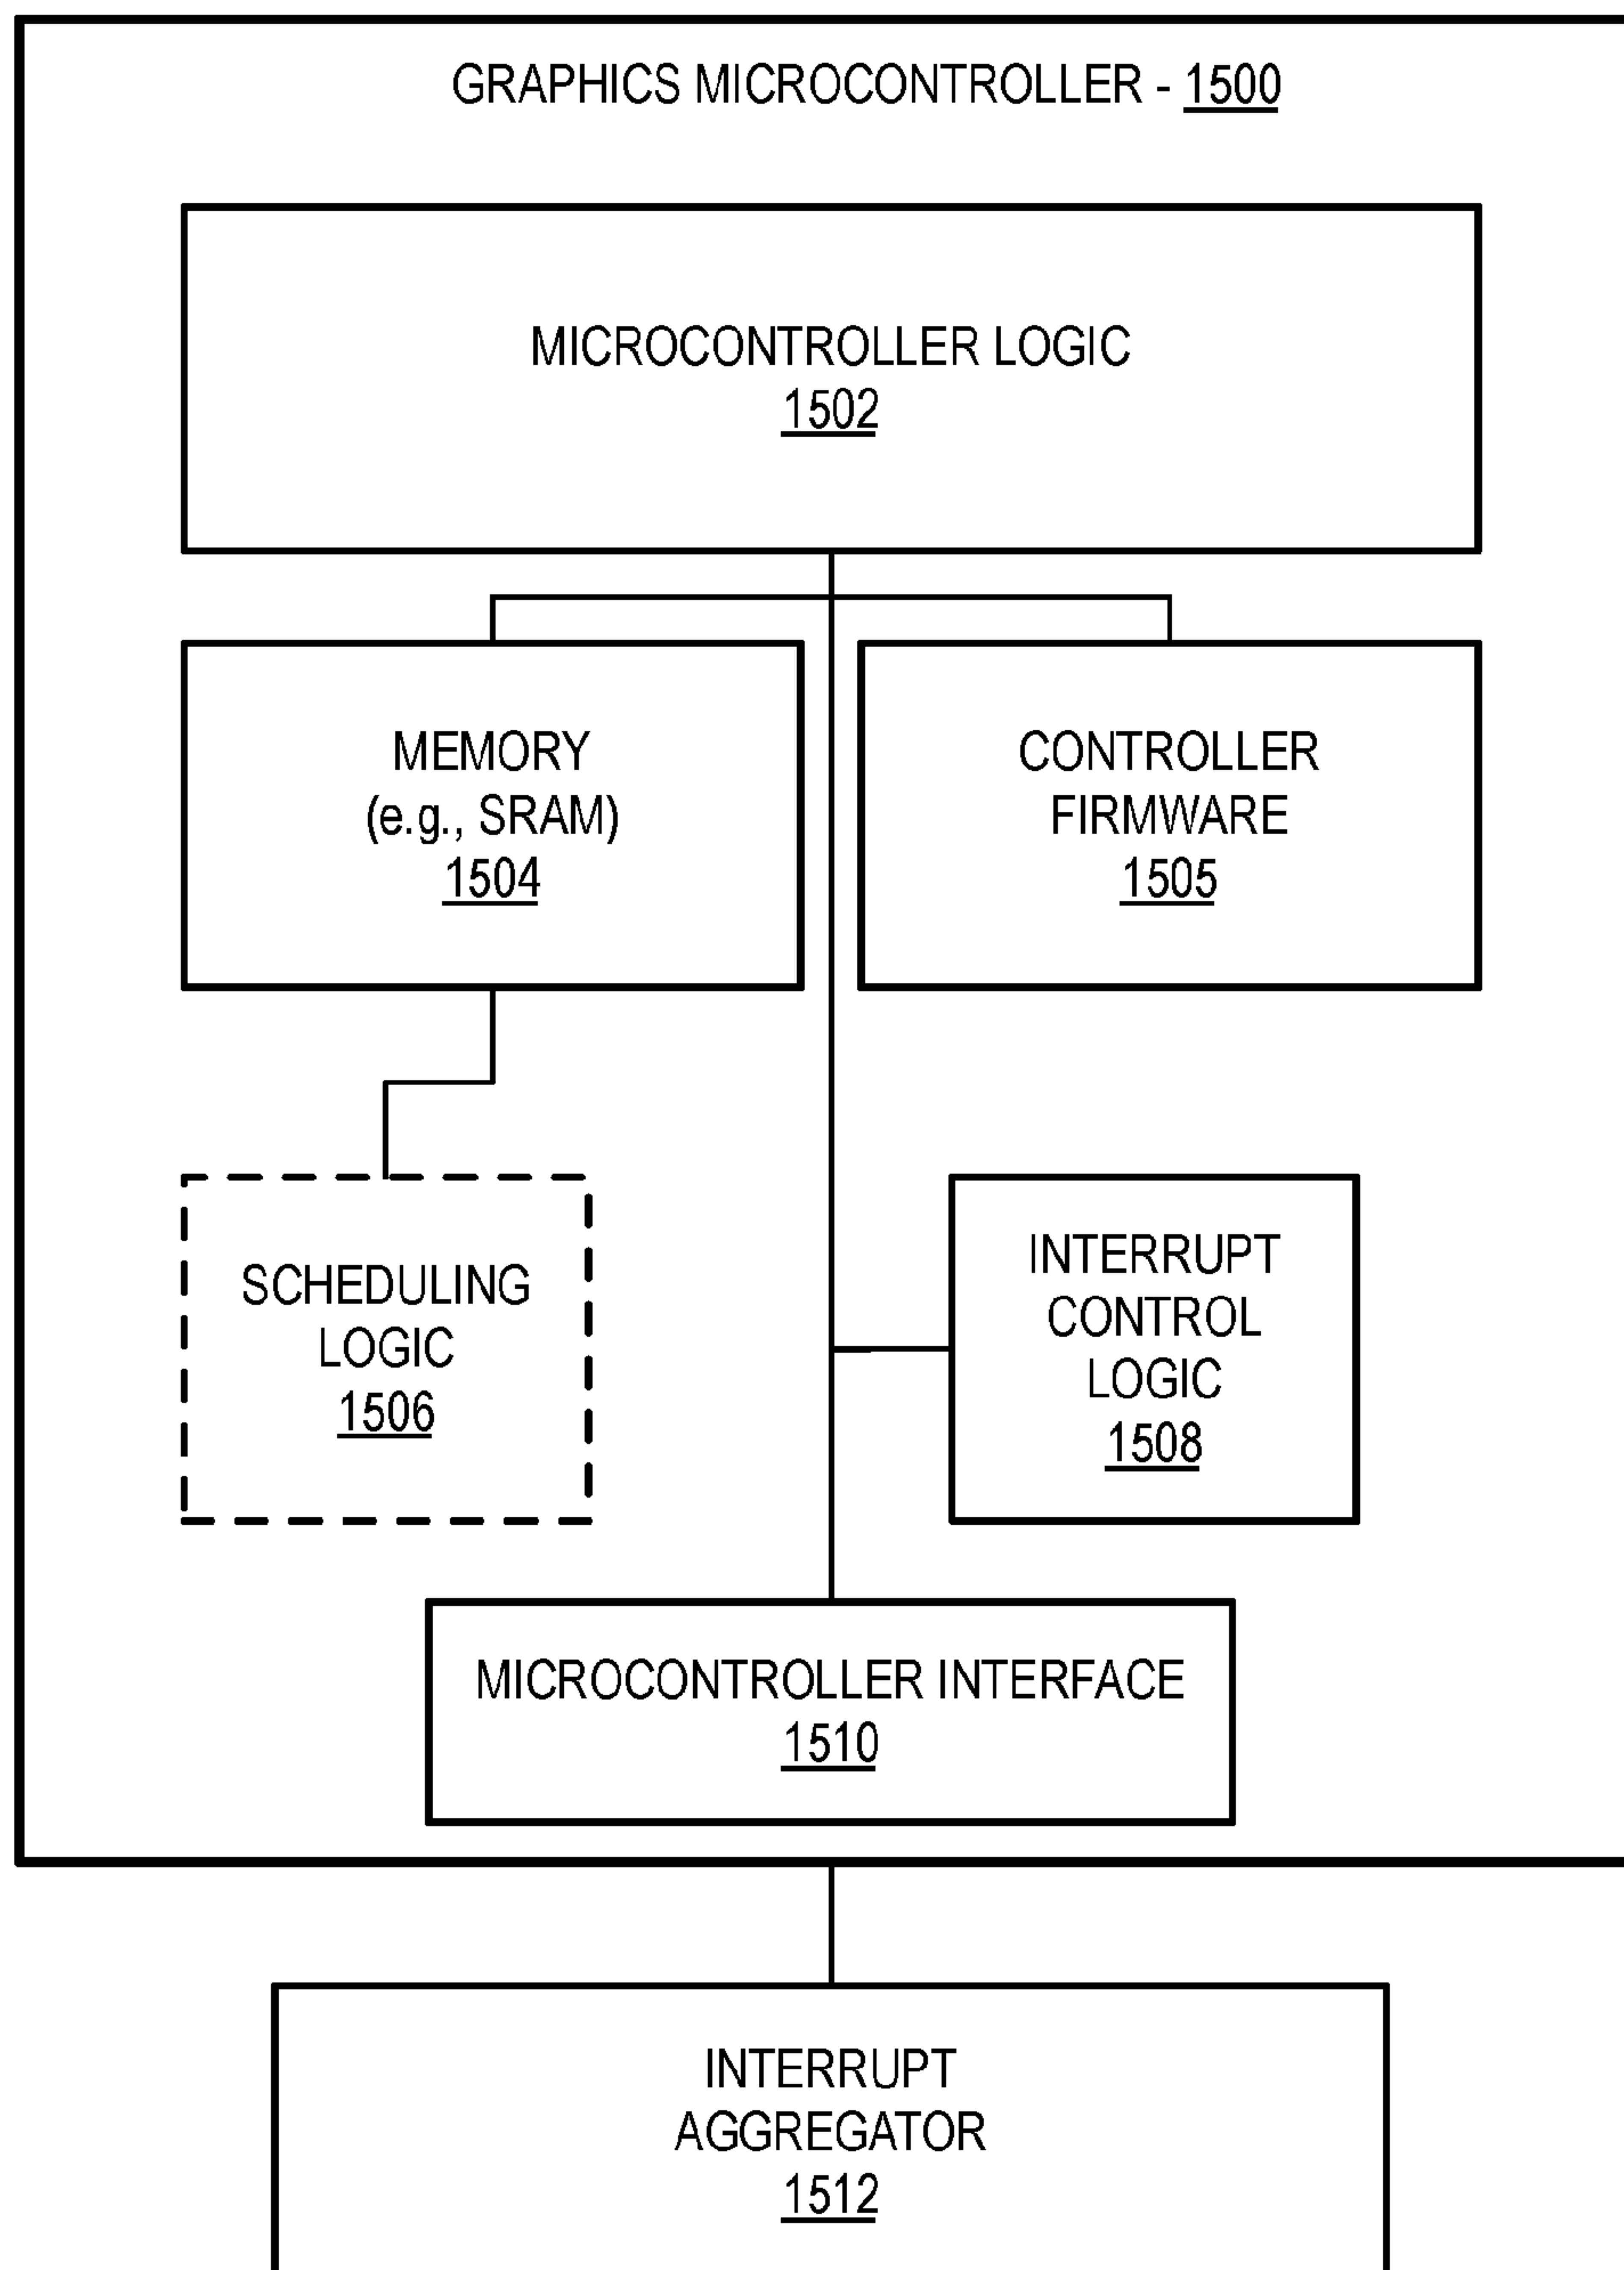 GRAPHICS MICROCONTROLLER - 1500
MICROCONTROLLER LOGIC
1502
MEMORY
(e.g., SRAM)
1504
CONTROLLER
FIRMWARE
1505
SCHEDULING
LOGIC
1506
INTERRUPT
CONTROL
LOGIC
1508
MICROCONTROLLER INTERFACE
1510
INTERRUPT
AGGREGATOR
1512